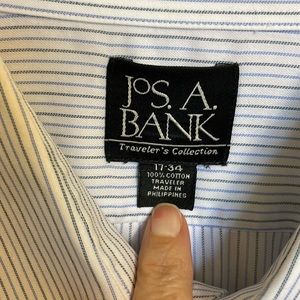 JOS. A.
BANK
Traveler's Collection
17-34
100% COTTON
TRAVELER
MADE IN
PHILIPPINES